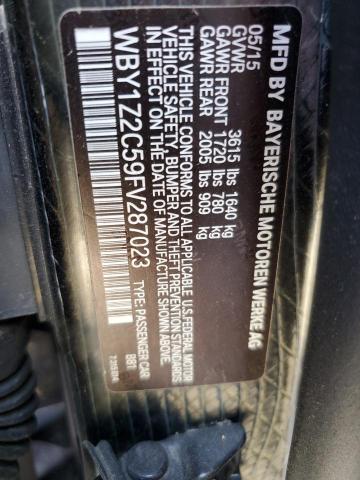 MFD BY BAYERISCHE MOTOREN WERKE AG
05/15
GVWR 3615 lbs 1640 kg
GAWR FRONT 1720 lbs 780 kg
GAWR REAR 2005 lbs 909 kg
THIS VEHICLE CONFORMS TO ALL APPLICABLE U.S. FEDERAL MOTOR
VEHICLE SAFETY, BUMPER AND THEFT PREVENTION STANDARDS
IN EFFECT ON THE DATE OF MANUFACTURE SHOWN ABOVE.
WBY1Z2C59FV287023 TYPE: PASSENGER CAR
B81